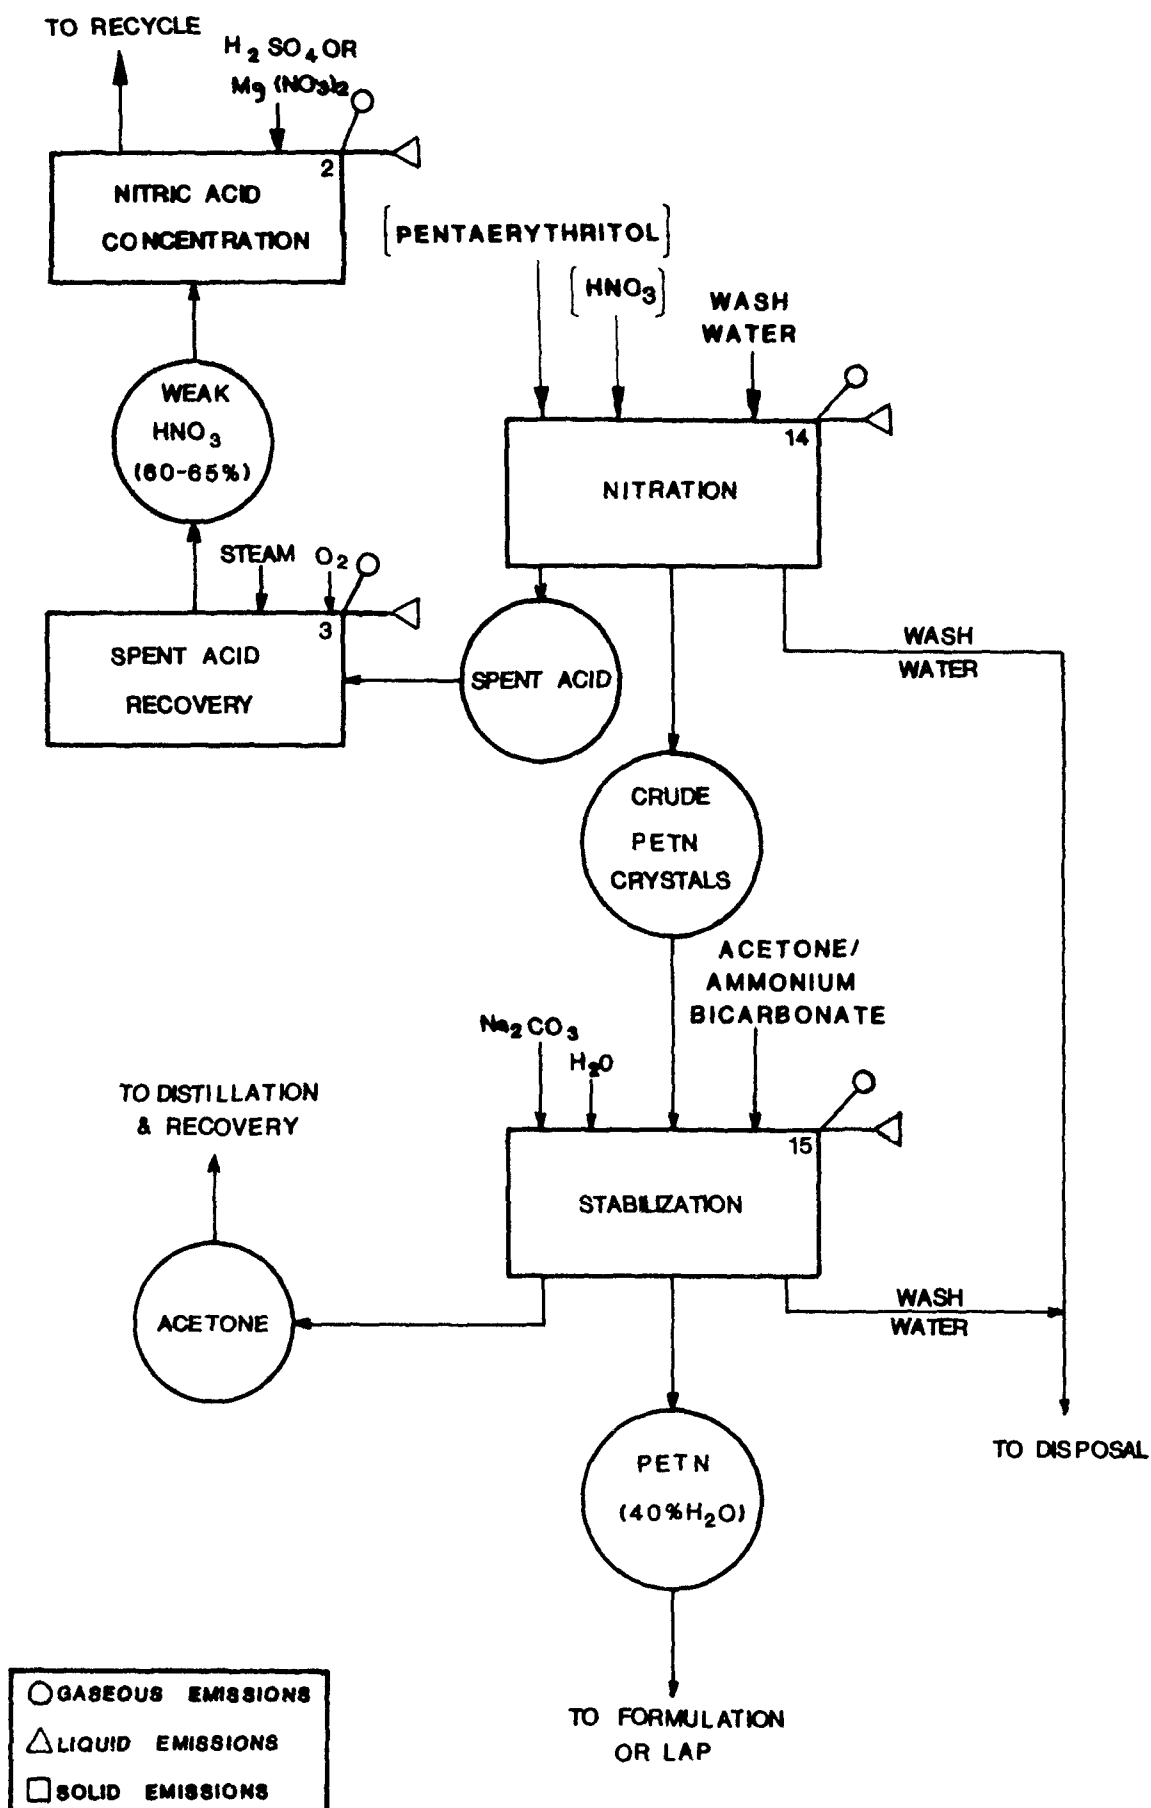 TO RECYCLE
H2SO4 OR
Mg(NO3)2
2
NITRIC ACID
CONCENTRATION
[PENTAERYTHRITOL]
[HNO3]
WASH
WATER
WEAK
HNO3
(60-65%)
14
NITRATION
STEAM
O2
3
SPENT ACID
RECOVERY
SPENT ACID
WASH
WATER
CRUDE
PETN
CRYSTALS
ACETONE/
AMMONIUM
BICARBONATE
Na2CO3
H2O
TO DISTILLATION
& RECOVERY
15
STABILIZATION
ACETONE
WASH
WATER
TO DISPOSAL
PETN
(40%H2O)
TO FORMULATION
OR LAP
GASEOUS EMISSIONS
LIQUID EMISSIONS
SOLID EMISSIONS